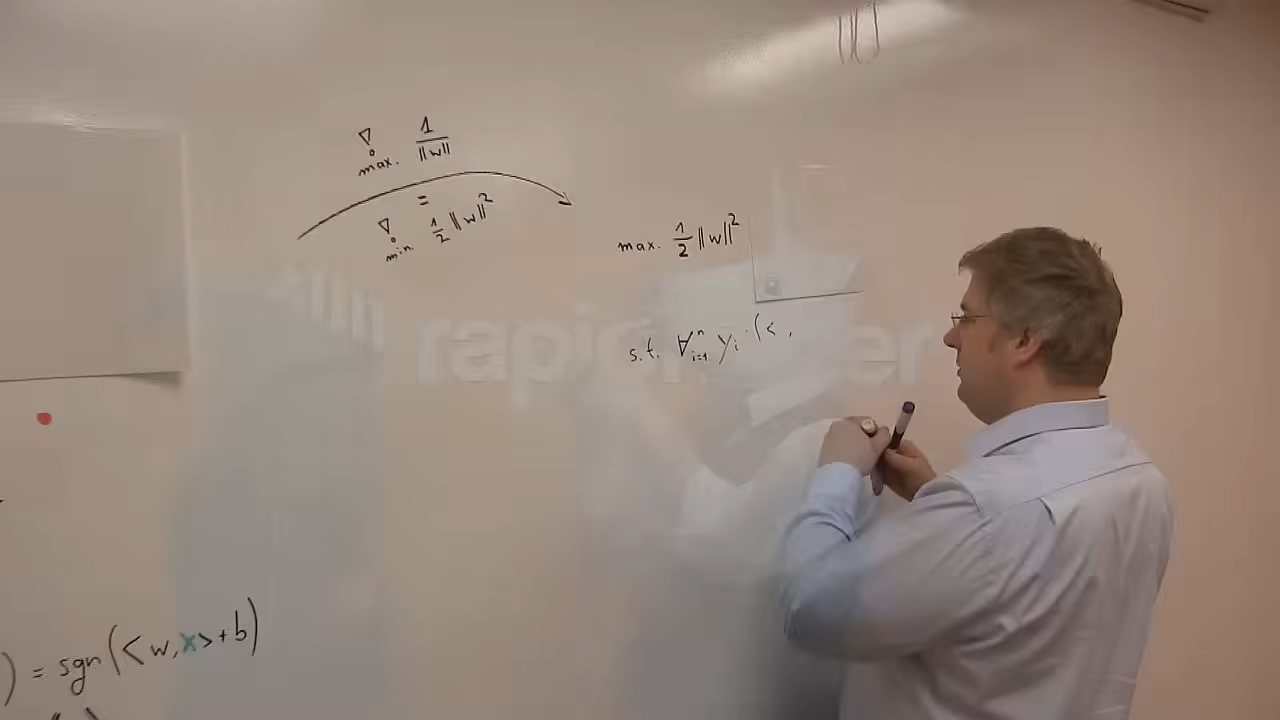 ∇ max. 1/||w||
=
∇ min 1/2 ||w||²
max. 1/2 ||w||²
s.t. ∀ⁿᵢ₌₁ yᵢ · (< ,
) = sgn(<w,x>+b)